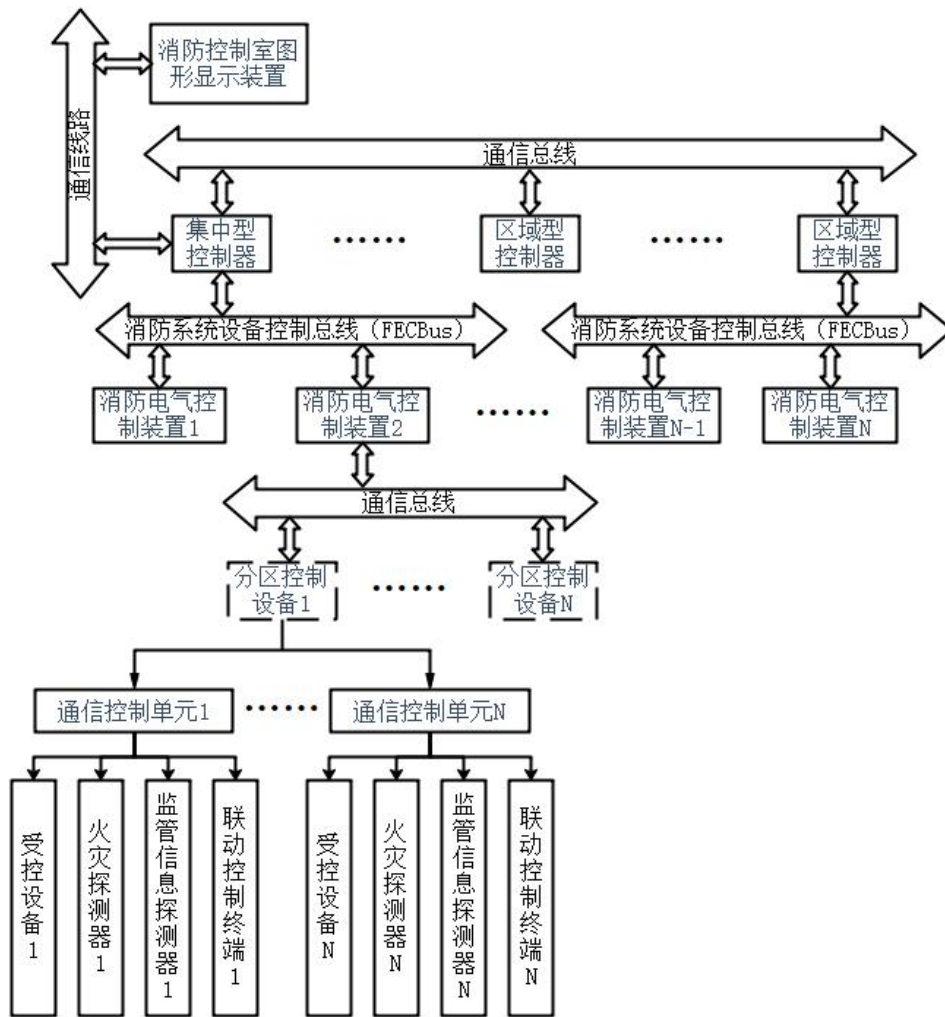 消防控制室图
形显示装置
通信线路
通信总线
集中型
控制器
······
区域型
控制器
······
区域型
控制器
消防系统设备控制总线（FECBus）
消防系统设备控制总线（FECBus）
消防电气控
制装置1
消防电气控
制装置2
······
消防电气控
制装置N-1
消防电气控
制装置N
通信总线
分区控制
设备1
······
分区控制
设备N
通信控制单元1
······
通信控制单元N
受控设备1
火灾探测器1
监管信息探测器1
联动控制终端1
受控设备N
火灾探测器N
监管信息探测器N
联动控制终端N